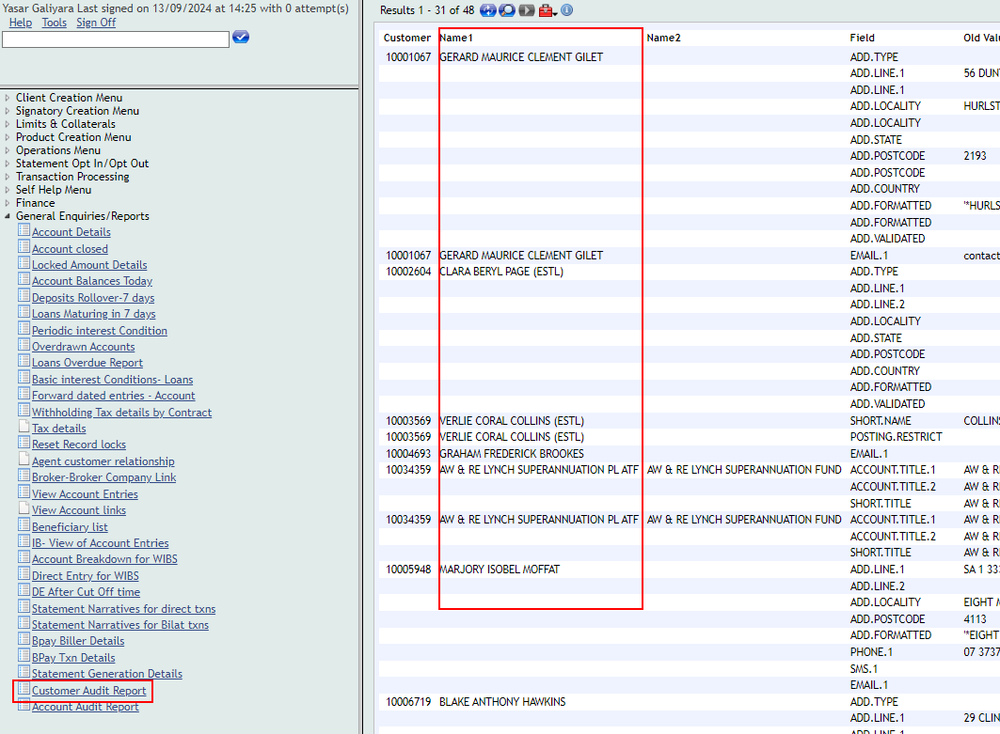 Yasar Galiyara Last signed on 13/09/2024 at 14:25 with 0 attempt(s)
Help Tools Sign Off
Client Creation Menu
Signatory Creation Menu
Limits & Collaterals
Product Creation Menu
Operations Menu
Statement Opt In/Opt Out
Transaction Processing
Self Help Menu
Finance
General Enquiries/Reports
Account Details
Account closed
Locked Amount Details
Account Balances Today
Deposits Rollover-7 days
Loans Maturing in 7 days
Periodic interest Condition
Overdrawn Accounts
Loans Overdue Report
Basic interest Conditions- Loans
Forward dated entries - Account
Withholding Tax details by Contract
Tax details
Reset Record locks
Agent customer relationship
Broker-Broker Company Link
View Account Entries
View Account links
Beneficiary list
IB- View of Account Entries
Account Breakdown for WIBS
Direct Entry for WIBS
DE After Cut Off time
Statement Narratives for direct txns
Statement Narratives for Bilat txns
Bpay Biller Details
BPay Txn Details
Statement Generation Details
Customer Audit Report
Account Audit Report
Results 1 - 31 of 48
Customer Name1 Name2 Field Old Valu
10001067 GERARD MAURICE CLEMENT GILET ADD.TYPE
ADD.LINE.1 56 DUN
ADD.LINE.1
ADD.LOCALITY HURLST
ADD.LOCALITY
ADD.STATE
ADD.POSTCODE 2193
ADD.POSTCODE
ADD.COUNTRY
ADD.FORMATTED '*HURLS
ADD.FORMATTED
ADD.VALIDATED
10001067 GERARD MAURICE CLEMENT GILET EMAIL.1 contact
10002604 CLARA BERYL PAGE (ESTL) ADD.TYPE
ADD.LINE.1
ADD.LINE.2
ADD.LOCALITY
ADD.STATE
ADD.POSTCODE
ADD.COUNTRY
ADD.FORMATTED
ADD.VALIDATED
10003569 VERLIE CORAL COLLINS (ESTL) SHORT.NAME COLLINS
10003569 VERLIE CORAL COLLINS (ESTL) POSTING.RESTRICT
10004693 GRAHAM FREDERICK BROOKES EMAIL.1
10034359 AW & RE LYNCH SUPERANNUATION PL ATF AW & RE LYNCH SUPERANNUATION FUND ACCOUNT.TITLE.1 AW & RE
ACCOUNT.TITLE.2 AW & RE
SHORT.TITLE AW & RE
10034359 AW & RE LYNCH SUPERANNUATION PL ATF AW & RE LYNCH SUPERANNUATION FUND ACCOUNT.TITLE.1 AW & RE
ACCOUNT.TITLE.2 AW & RE
SHORT.TITLE AW & RE
10005948 MARJORY ISOBEL MOFFAT ADD.LINE.1 SA 1 333
ADD.LINE.2
ADD.LOCALITY EIGHT M
ADD.POSTCODE 4113
ADD.FORMATTED '*EIGHT
PHONE.1 07 3737
SMS.1
EMAIL.1
10006719 BLAKE ANTHONY HAWKINS ADD.TYPE
ADD.LINE.1 29 CLIN
ADD.LINE.1